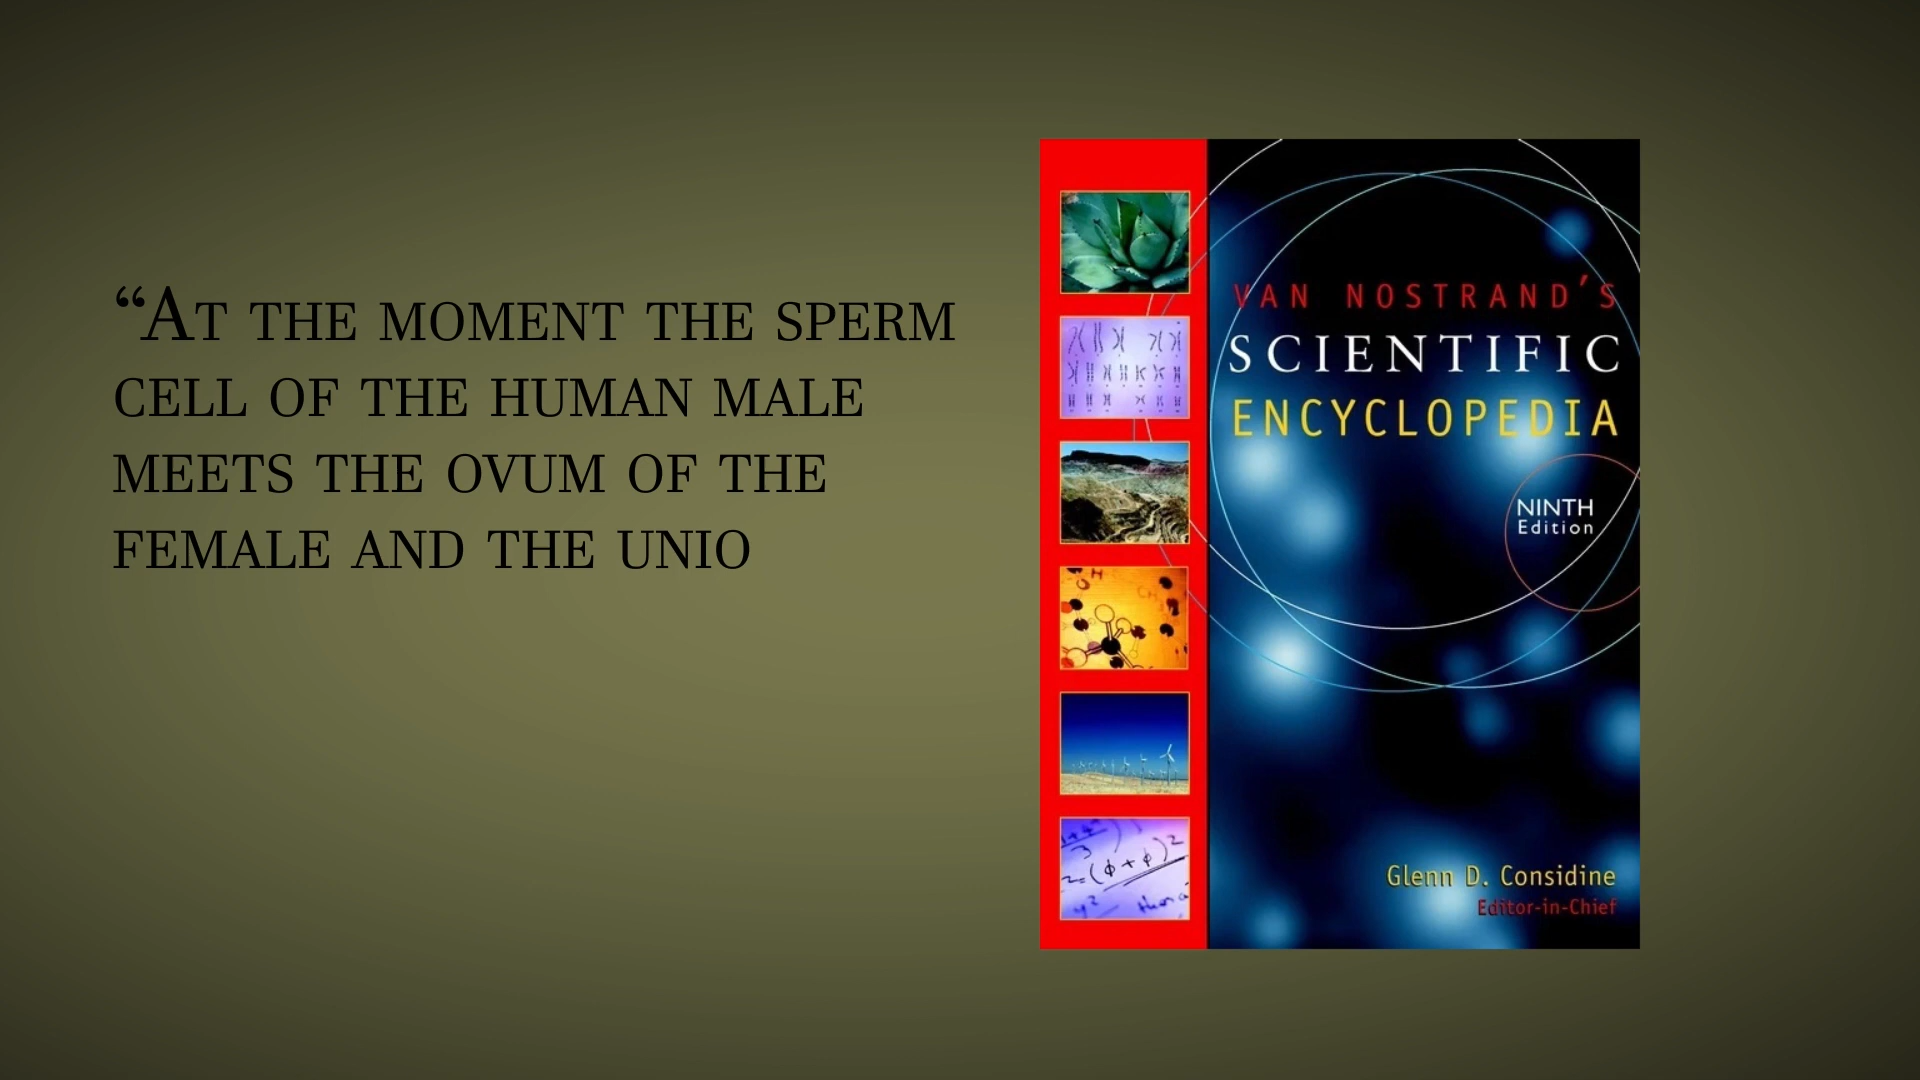 “At the moment the sperm
cell of the human male
meets the ovum of the
female and the unio
VAN NOSTRAND'S
SCIENTIFIC
ENCYCLOPEDIA
NINTH
Edition
Glenn D. Considine
Editor-in-Chief